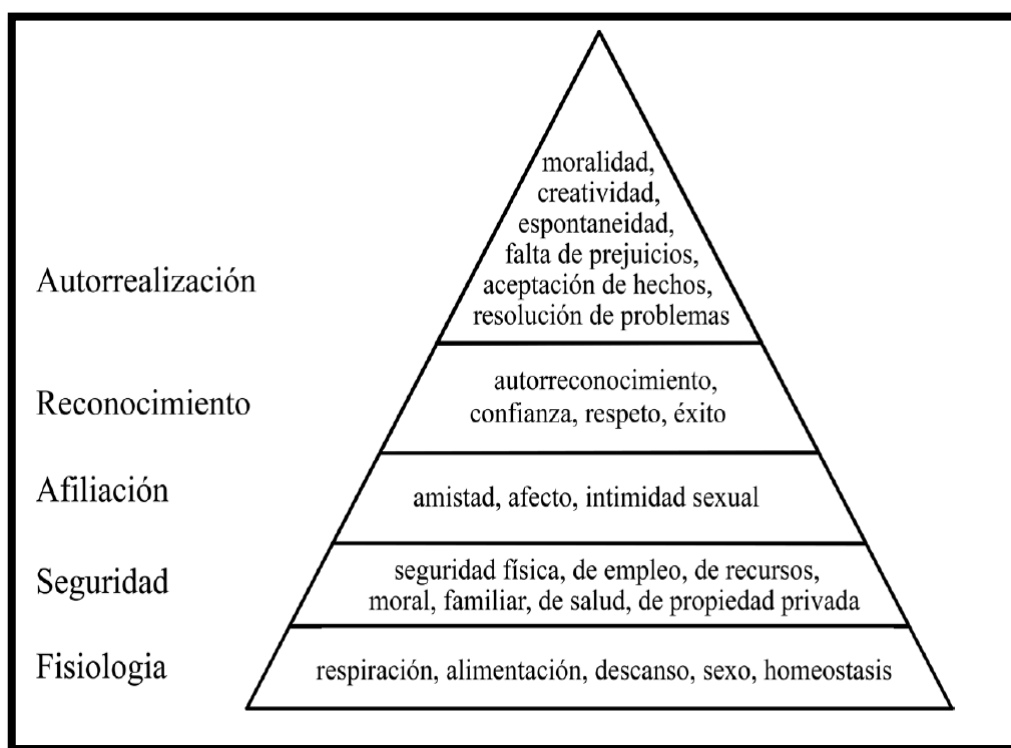 moralidad,
creatividad,
espontaneidad,
falta de prejuicios,
Autorrealización
aceptación de hechos,
resolución de problemas
autorreconocimiento,
Reconocimiento
confianza, respeto, éxito
Afiliación
amistad, afecto, intimidad sexual
seguridad física, de empleo, de recursos,
Seguridad
moral, familiar, de salud, de propiedad privada
Fisiologia
respiración, alimentación, descanso, sexo, homeostasis